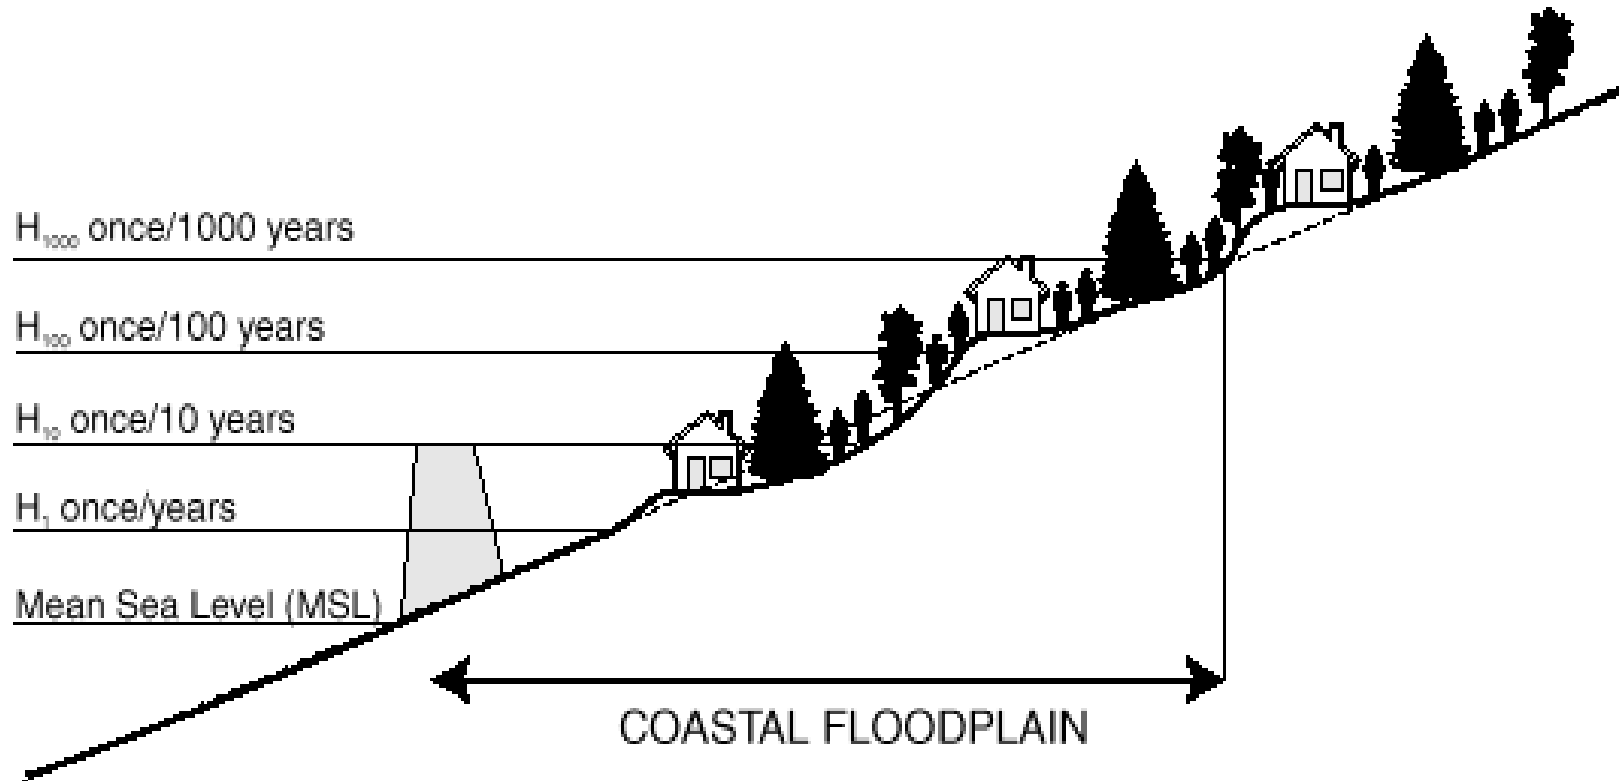 H₁₀₀₀ once/1000 years
H₁₀₀ once/100 years
H₁₀ once/10 years
H₁ once/years
Mean Sea Level (MSL)
COASTAL FLOODPLAIN